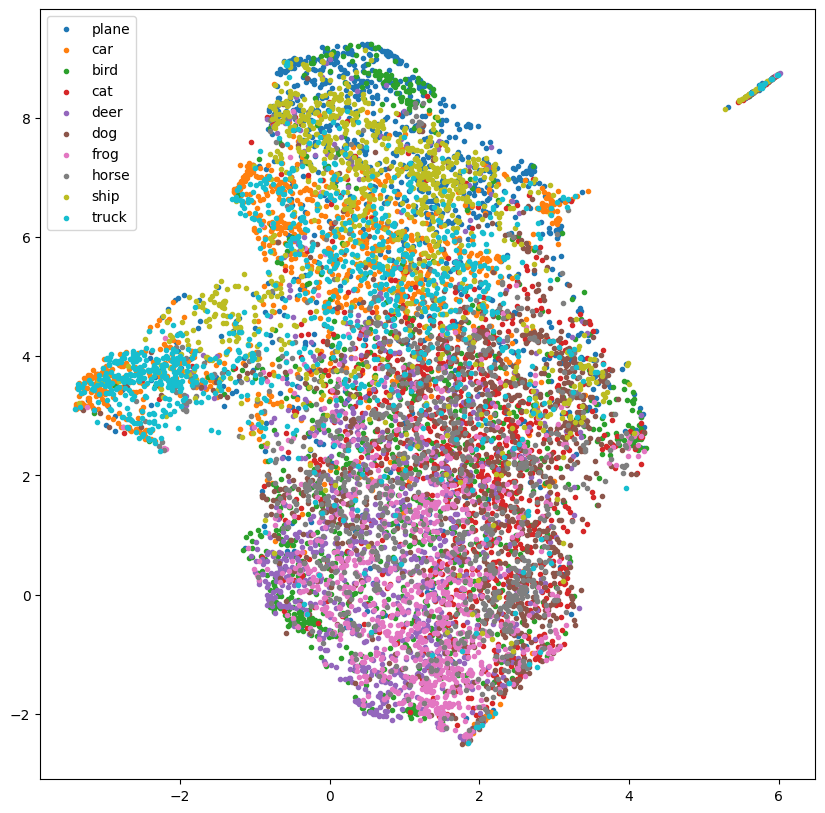 plane
car
bird
cat
deer
dog
frog
horse
ship
truck
8
6
4
2
0
−2
−2
0
2
4
6